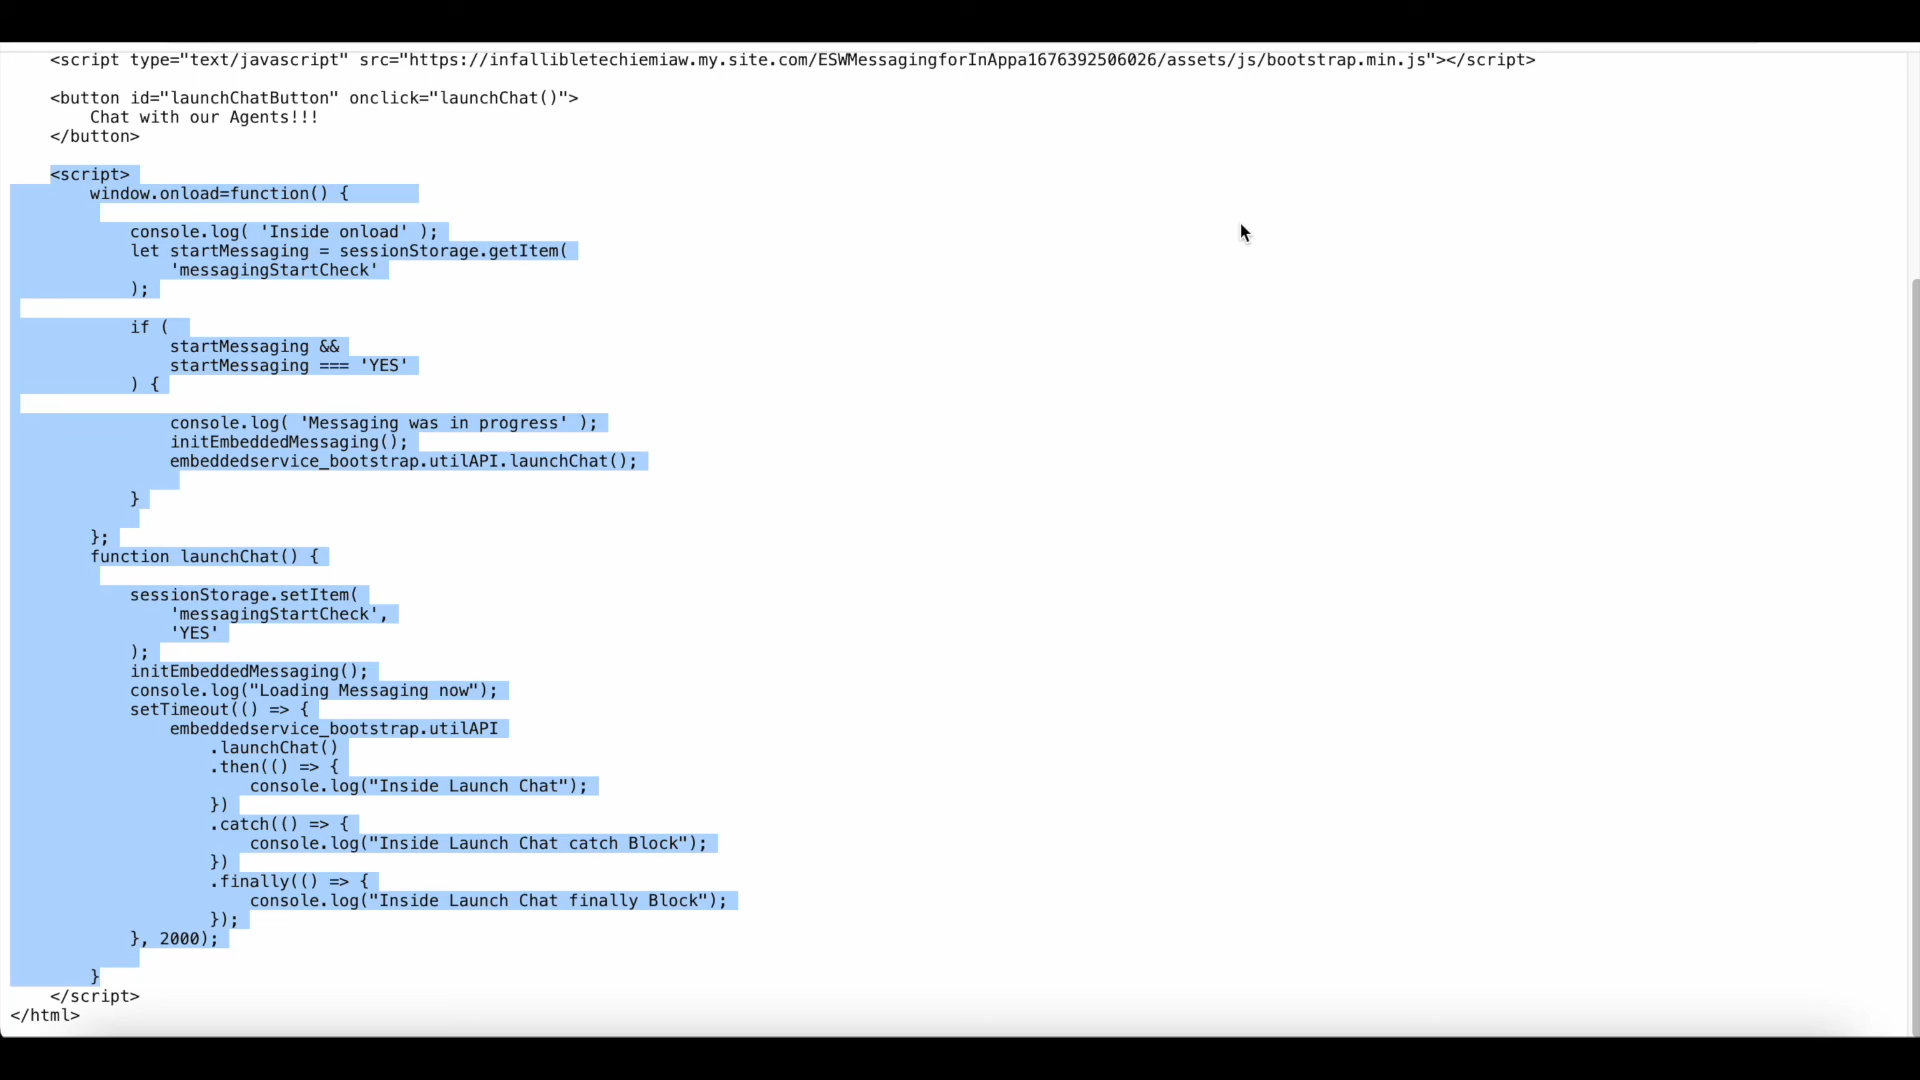 <script type="text/javascript" src="https://infallibletechiemiaw.my.site.com/ESWMessagingforInAppa1676392506026/assets/js/bootstrap.min.js"></script>
<button id="launchChatButton" onclick="launchChat()">
Chat with our Agents!!!
</button>
<script>
window.onload=function() {
console.log( 'Inside onload' );
let startMessaging = sessionStorage.getItem(
'messagingStartCheck'
);
if (
startMessaging &&
startMessaging === 'YES'
) {
console.log( 'Messaging was in progress' );
initEmbeddedMessaging();
embeddedservice_bootstrap.utilAPI.launchChat();
}
};
function launchChat() {
sessionStorage.setItem(
'messagingStartCheck',
'YES'
);
initEmbeddedMessaging();
console.log("Loading Messaging now");
setTimeout(() => {
embeddedservice_bootstrap.utilAPI
.launchChat()
.then(() => {
console.log("Inside Launch Chat");
})
.catch(() => {
console.log("Inside Launch Chat catch Block");
})
.finally(() => {
console.log("Inside Launch Chat finally Block");
});
}, 2000);
}
</script>
</html>